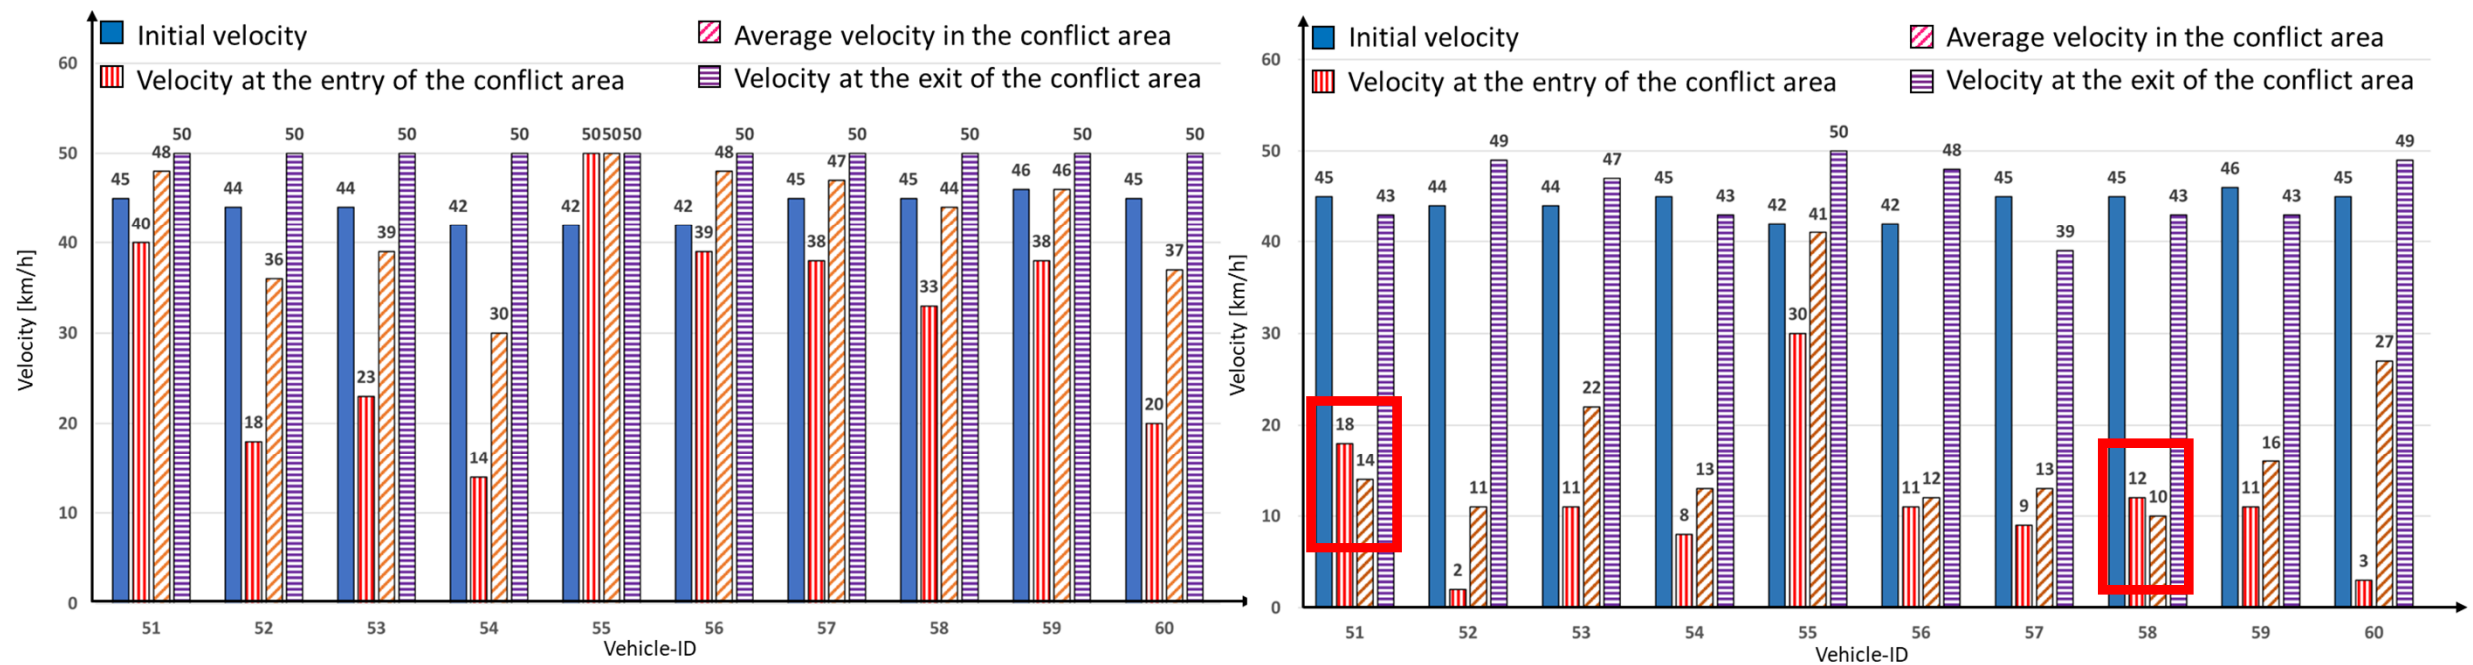 Initial velocity
Average velocity in the conflict area
Velocity at the entry of the conflict area
Velocity at the exit of the conflict area
Velocity [km/h]
60
50
40
30
20
10
0
45 40 48 50
44 18 36 50
44 23 39 50
42 14 30 50
42 50 50 50
42 39 48 50
45 38 47 50
45 33 44 50
46 38 46 50
45 20 37 50
51 52 53 54 55 56 57 58 59 60
Vehicle-ID
Initial velocity
Average velocity in the conflict area
Velocity at the entry of the conflict area
Velocity at the exit of the conflict area
Velocity [km/h]
60
50
40
30
20
10
0
45 18 14 43
44 2 11 49
44 11 22 47
45 8 13 43
42 30 41 50
42 11 12 48
45 9 13 39
45 12 10 43
46 11 16 43
45 3 27 49
51 52 53 54 55 56 57 58 59 60
Vehicle-ID